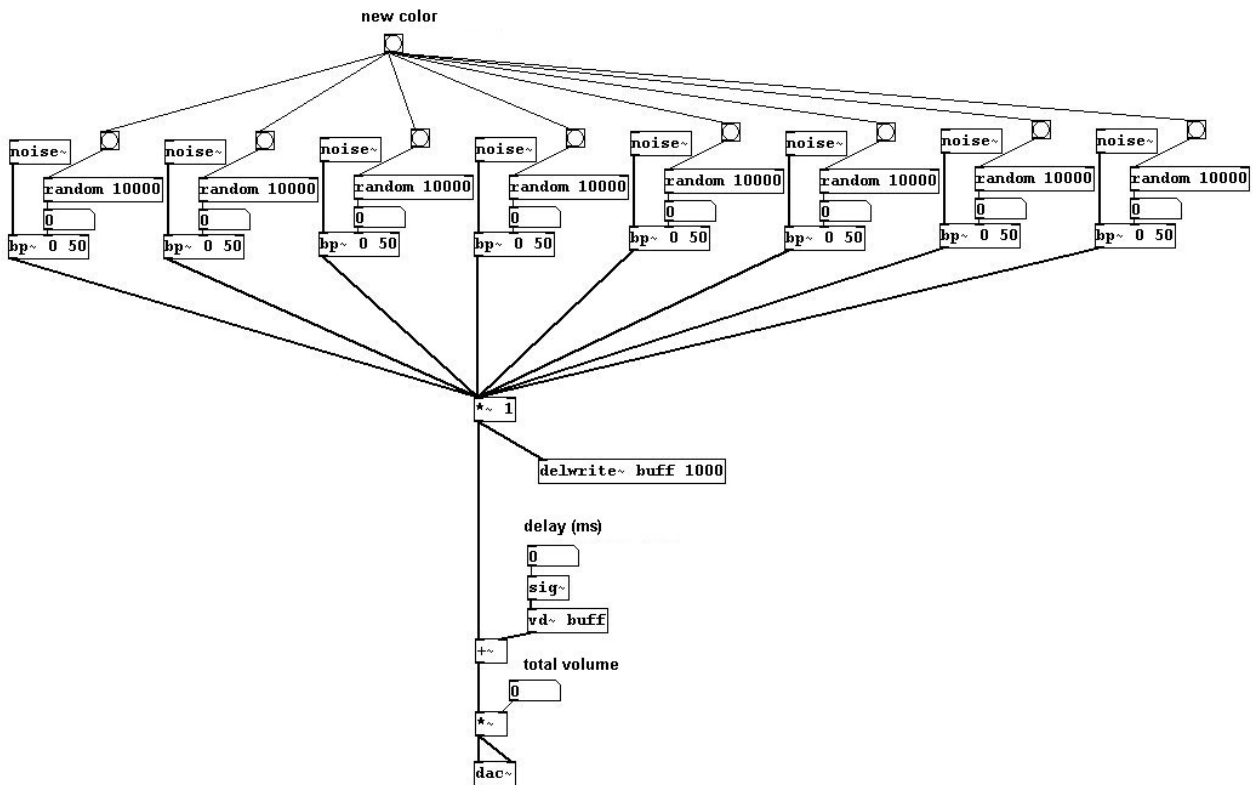 new color
noise~ noise~ noise~ noise~ noise~ noise~ noise~ noise~
random 10000 random 10000 random 10000 random 10000 random 10000 random 10000 random 10000 random 10000
0 0 0 0 0 0 0 0
bp~ 0 50 bp~ 0 50 bp~ 0 50 bp~ 0 50 bp~ 0 50 bp~ 0 50 bp~ 0 50 bp~ 0 50
*~ 1
delwrite~ buff 1000
delay (ms)
0
sig~
vd~ buff
+~
total volume
0
*~
dac~